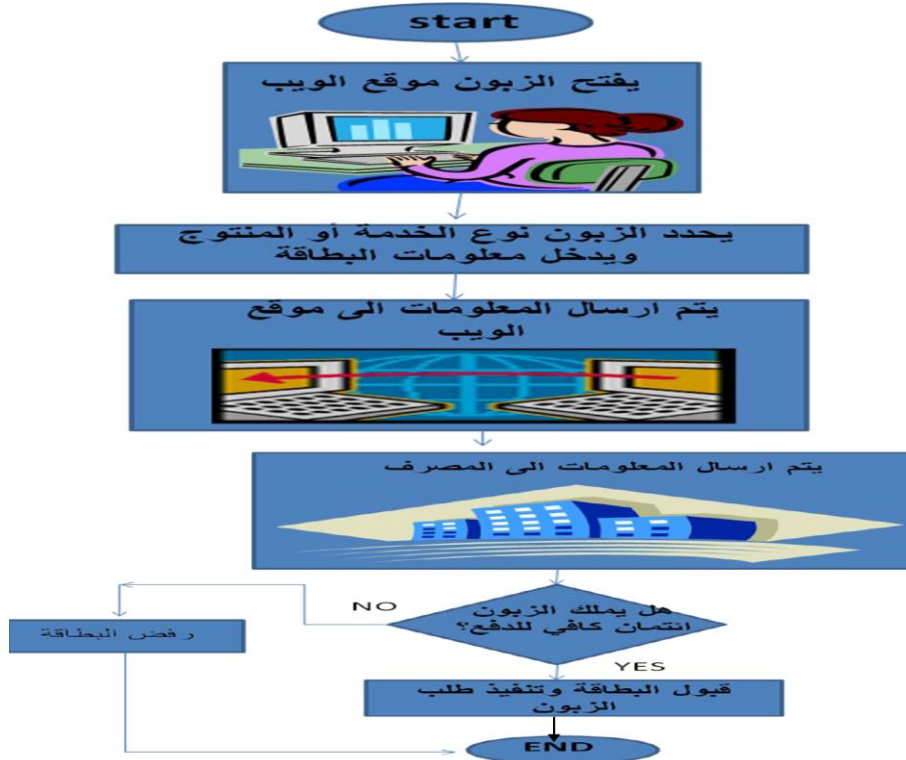 start
يفتح الزبون موقع الويب
يحدد الزبون نوع الخدمة أو المنتوج
ويدخل معلومات البطاقة
يتم ارسال المعلومات الى موقع
الويب
يتم ارسال المعلومات الى المصرف
هل يملك الزبون
ائتمان كافي للدفع؟
NO
رفض البطاقة
YES
قبول البطاقة وتنفيذ طلب
الزبون
END